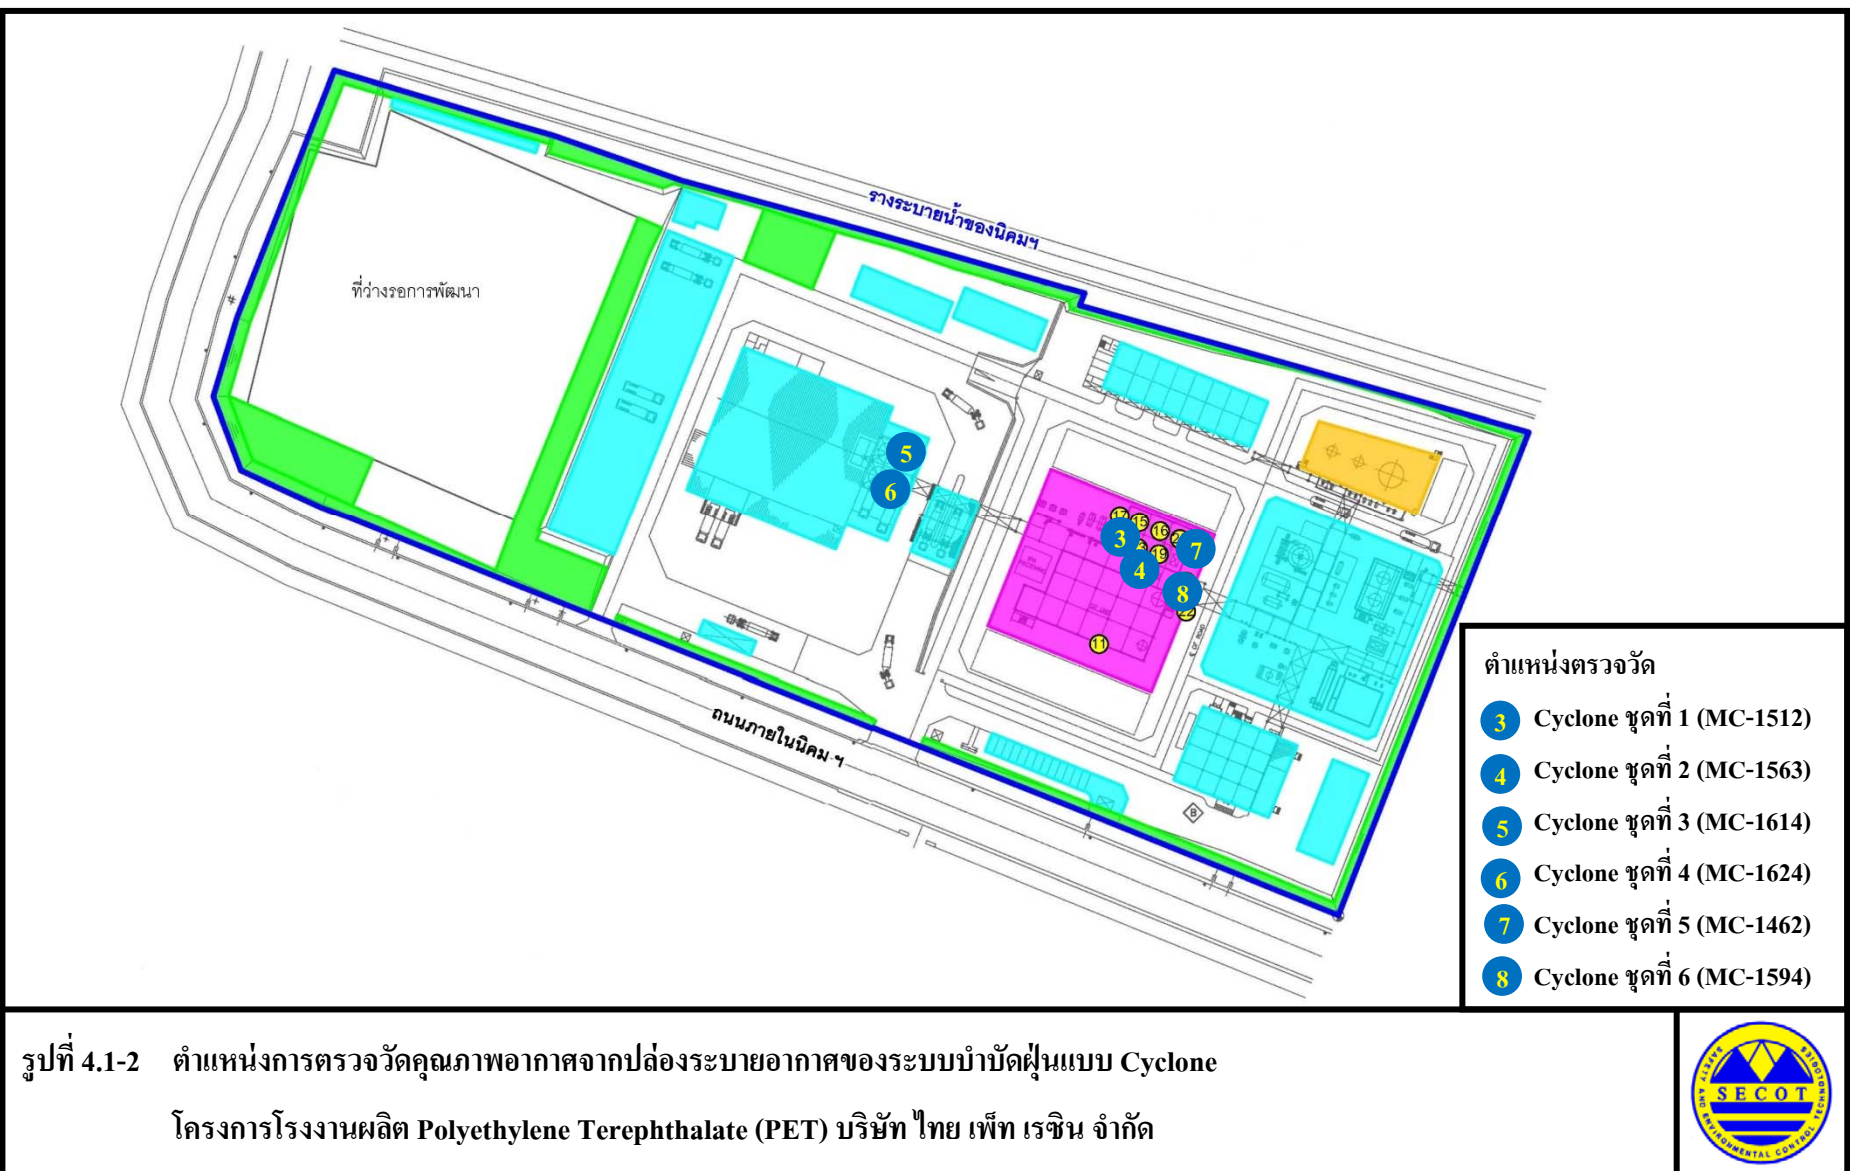 รางระบายน้ำของนิคมฯ
ที่ว่างรอการพัฒนา
5
6
17
15
16
3
7
19
4
8
22
11
ถนนภายในนิคม ฯ
B
ตำแหน่งตรวจวัด
3 Cyclone ชุดที่ 1 (MC-1512)
4 Cyclone ชุดที่ 2 (MC-1563)
5 Cyclone ชุดที่ 3 (MC-1614)
6 Cyclone ชุดที่ 4 (MC-1624)
7 Cyclone ชุดที่ 5 (MC-1462)
8 Cyclone ชุดที่ 6 (MC-1594)
รูปที่ 4.1-2 ตำแหน่งการตรวจวัดคุณภาพอากาศจากปล่องระบายอากาศของระบบบำบัดฝุ่นแบบ Cyclone
โครงการโรงงานผลิต Polyethylene Terephthalate (PET) บริษัท ไทย เพ็ท เรซิน จำกัด
SECOT
SAFETY AND ENVIRONMENTAL CONTROL TECHNOLOGIES